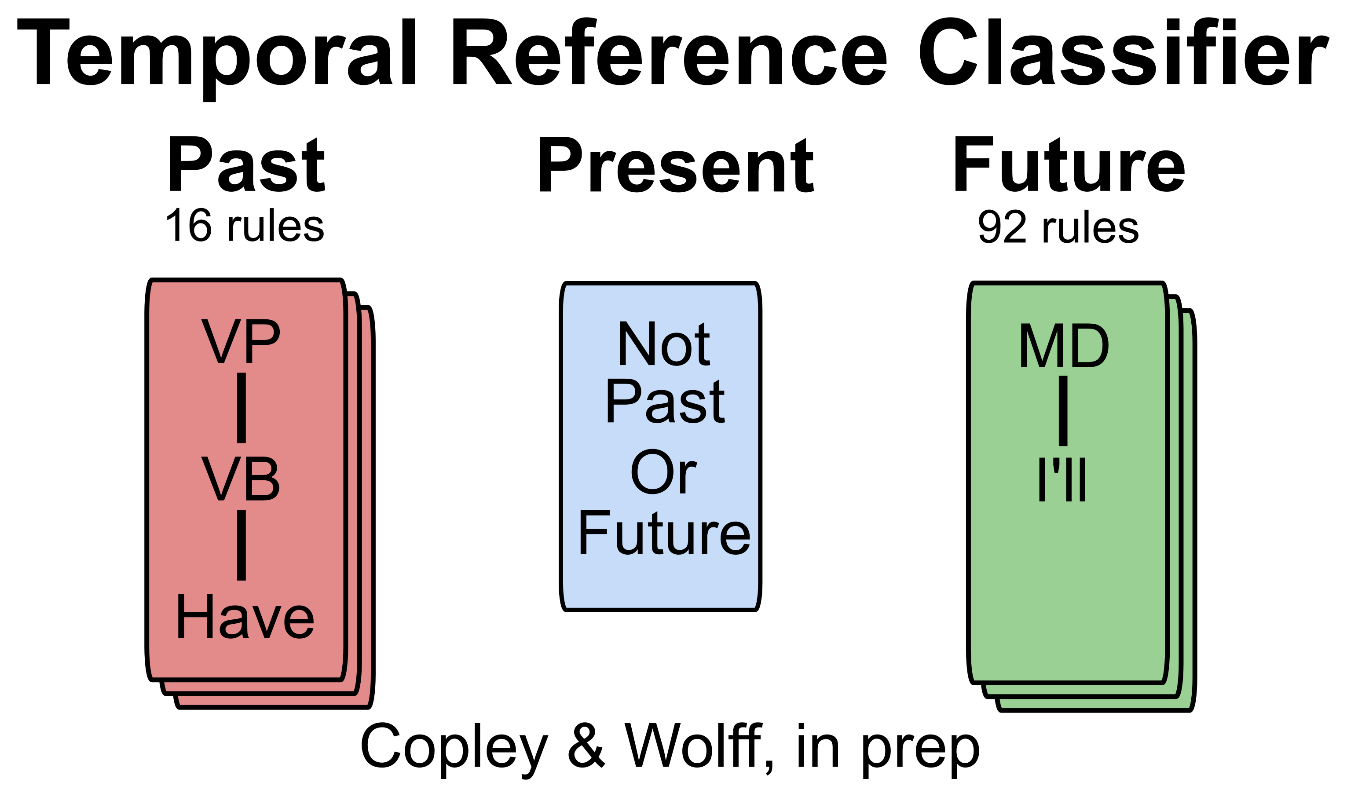 Temporal Reference Classifier
Past
16 rules
VP
VB
Have
Present
Not
Past
Or
Future
Future
92 rules
MD
I'll
Copley & Wolff, in prep